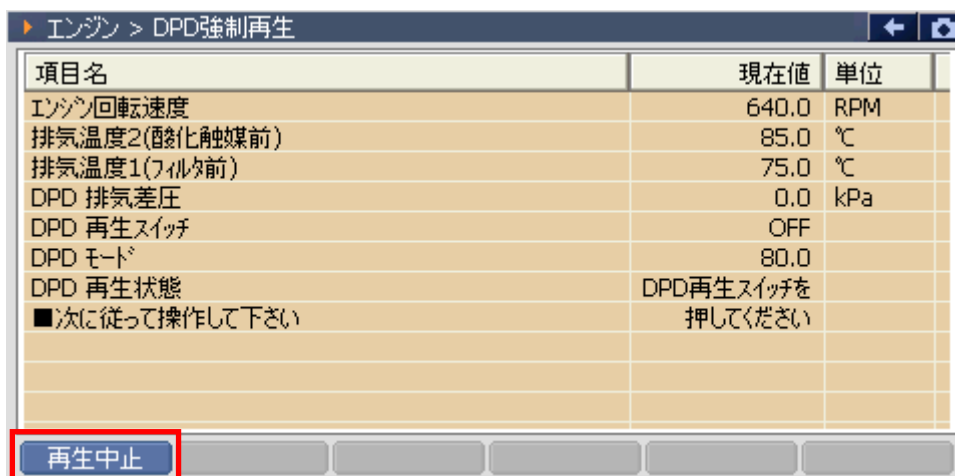 エンジン > DPD強制再生
項目名 現在値 単位
エンジン回転速度 640.0 RPM
排気温度2(酸化触媒前) 85.0 ℃
排気温度1(フィルタ前) 75.0 ℃
DPD 排気差圧 0.0 kPa
DPD 再生スイッチ OFF
DPD モード 80.0
DPD 再生状態 DPD再生スイッチを
■次に従って操作して下さい 押してください
再生中止